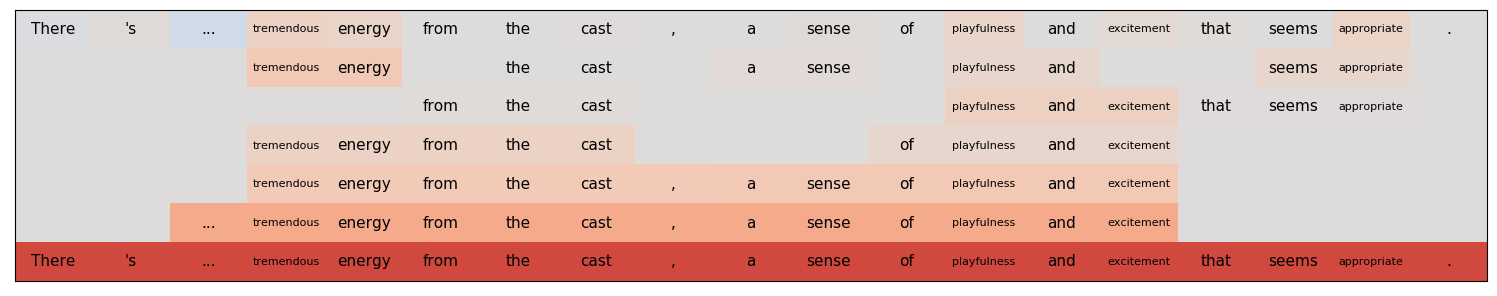 There 's ... tremendous energy from the cast , a sense of playfulness and excitement that seems appropriate .
tremendous energy the cast a sense playfulness and seems appropriate
from the cast playfulness and excitement that seems appropriate
tremendous energy from the cast of playfulness and excitement
tremendous energy from the cast , a sense of playfulness and excitement
... tremendous energy from the cast , a sense of playfulness and excitement
There 's ... tremendous energy from the cast , a sense of playfulness and excitement that seems appropriate .